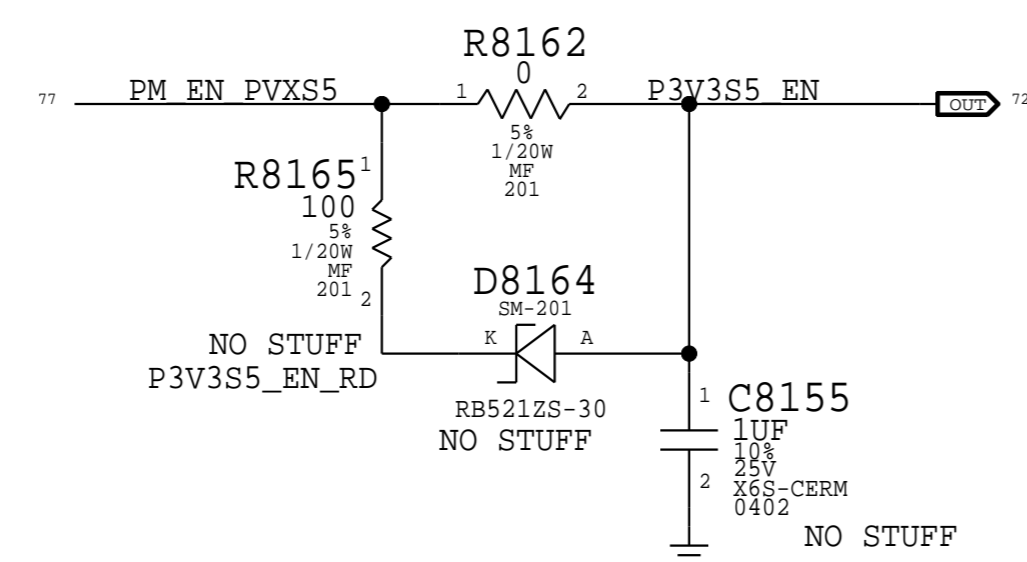 R8162
0
77 PM_EN_PVXS5 1 2 P3V3S5_EN OUT 72
5%
1/20W
MF
201
R8165 1
100
5%
1/20W
MF
201 2
D8164
SM-201
K A
NO STUFF
P3V3S5_EN_RD
RB521ZS-30
NO STUFF
1 C8155
1UF
10%
25V
2 X6S-CERM
0402
NO STUFF